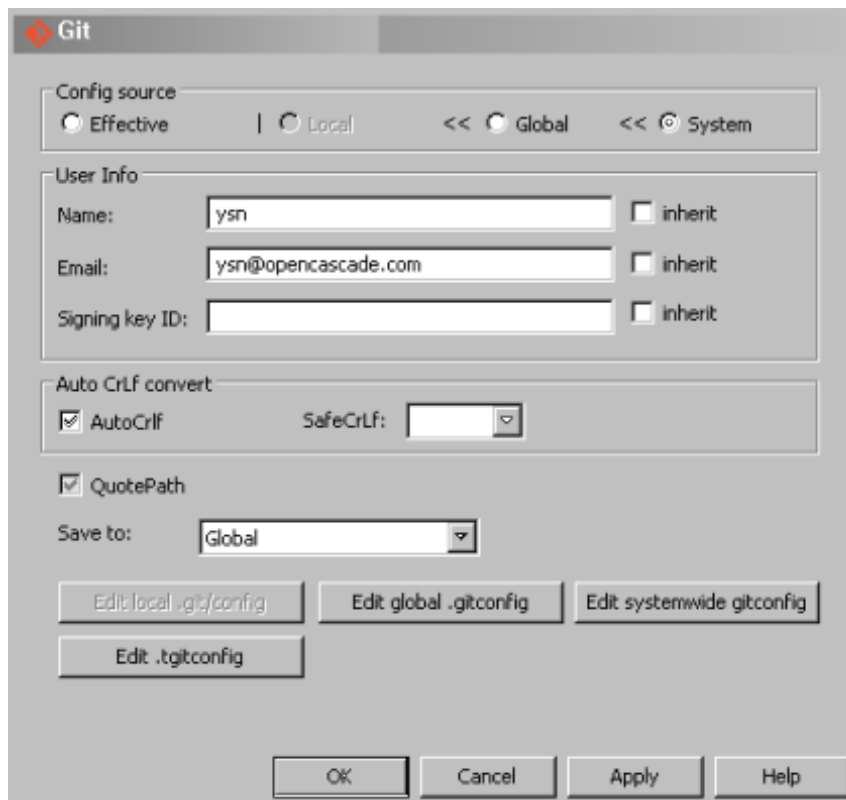 Git
Config source
Effective | Local << Global << System
User Info
Name: ysn inherit
Email: ysn@opencascade.com inherit
Signing key ID: inherit
Auto CrLf convert
AutoCrlf SafeCrLf:
QuotePath
Save to: Global
Edit local .git/config Edit global .gitconfig Edit systemwide gitconfig
Edit .tgitconfig
OK Cancel Apply Help